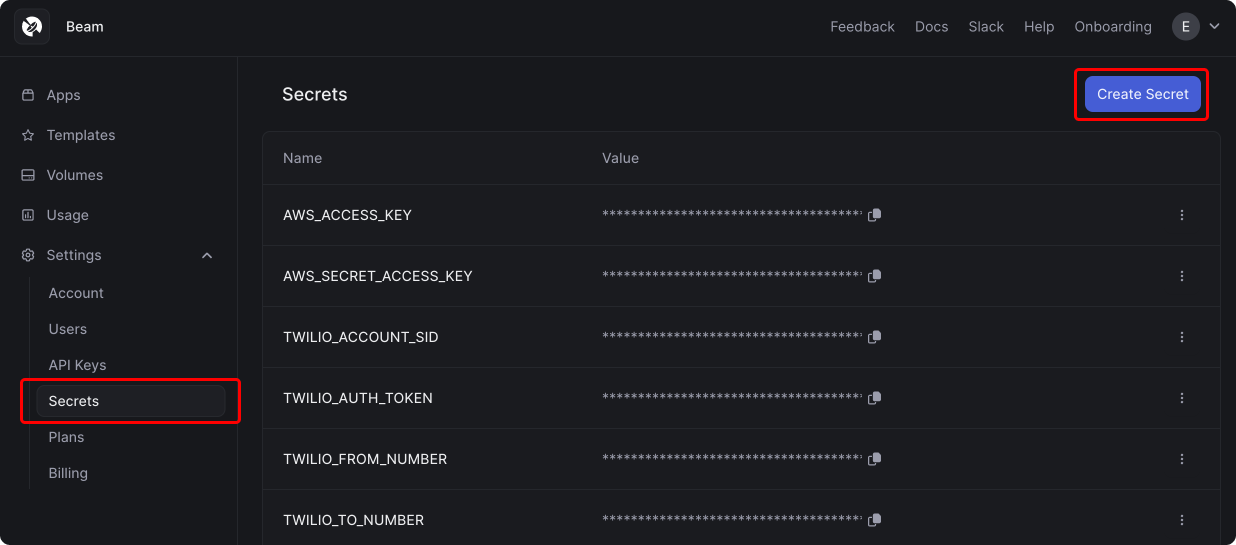 Beam
Feedback Docs Slack Help Onboarding E
Apps
Templates
Volumes
Usage
Settings
Account
Users
API Keys
Secrets
Plans
Billing
Secrets
Create Secret
Name Value
AWS_ACCESS_KEY ************************************
AWS_SECRET_ACCESS_KEY ************************************
TWILIO_ACCOUNT_SID ************************************
TWILIO_AUTH_TOKEN ************************************
TWILIO_FROM_NUMBER ************************************
TWILIO_TO_NUMBER ************************************